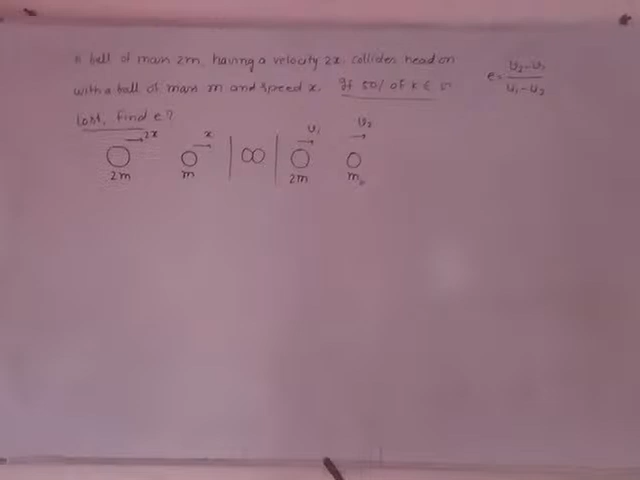 A ball of mass 2m, having a velocity 2x collides head on
with a ball of mass m and speed x. If 50% of K E is
lost, find e?
e = v₂-v₁ / u₁-u₂
2x x v₁ v₂
2m m 2m m